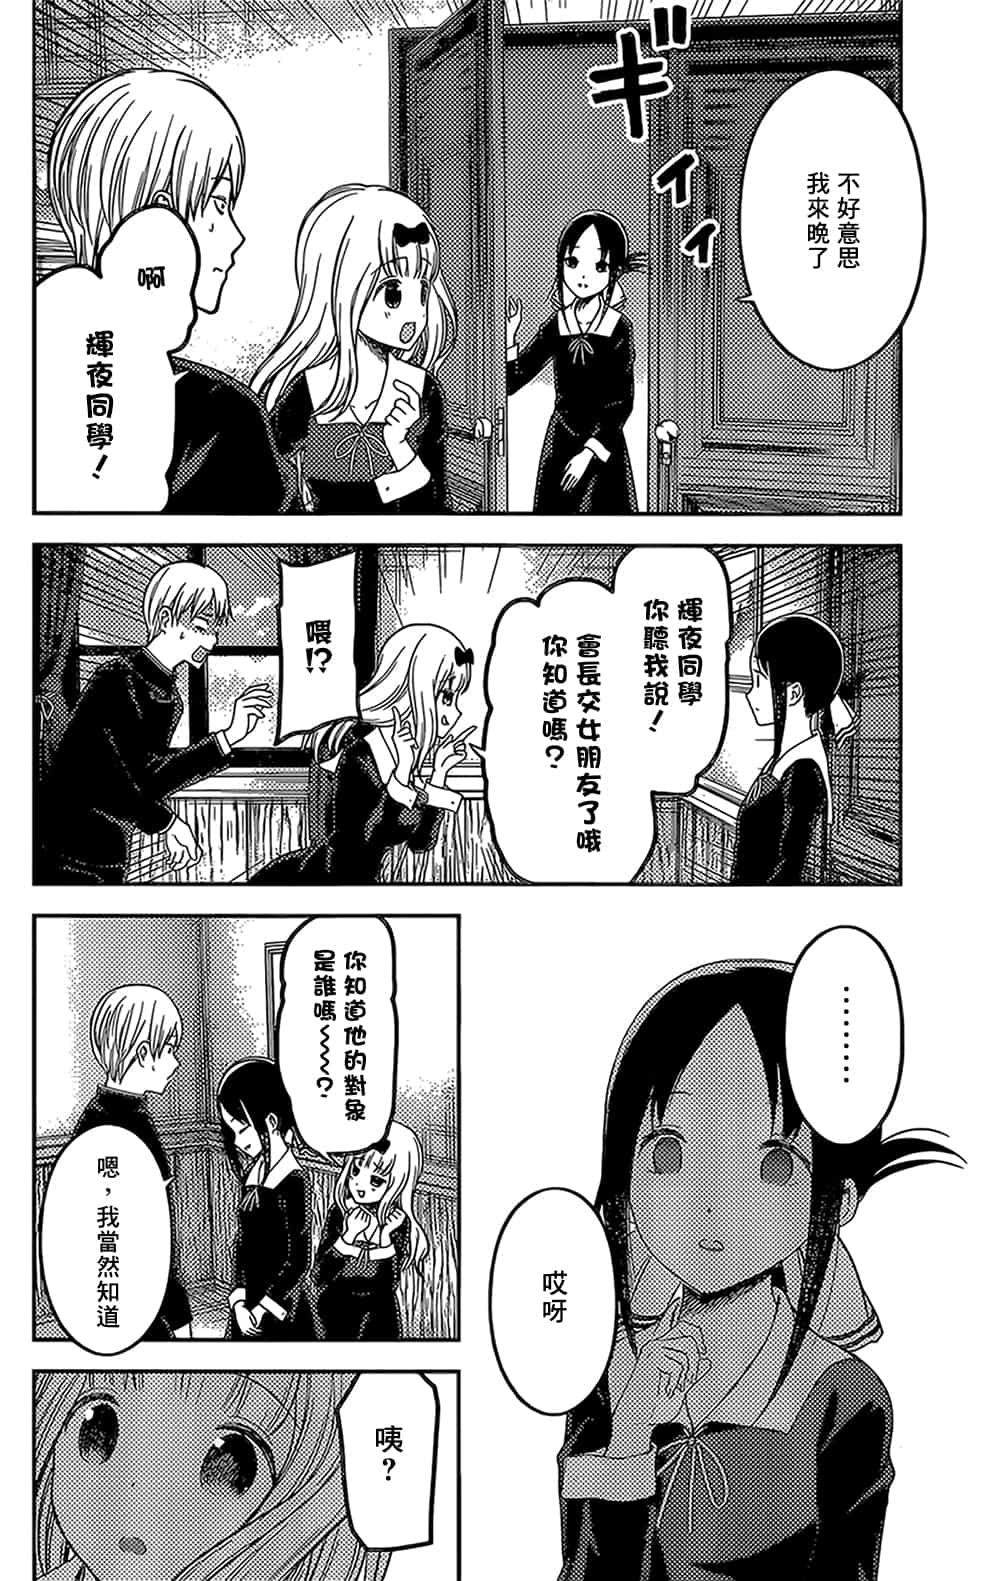 不好意思
我來晚了
ギィィ
啊
輝夜同學！
輝夜同學
你聽我說！
會長交女朋友了哦
你知道嗎？
喂!?
………
哎呀
你知道他的對象
是誰嗎～～～？
嗯，我當然知道
咦？